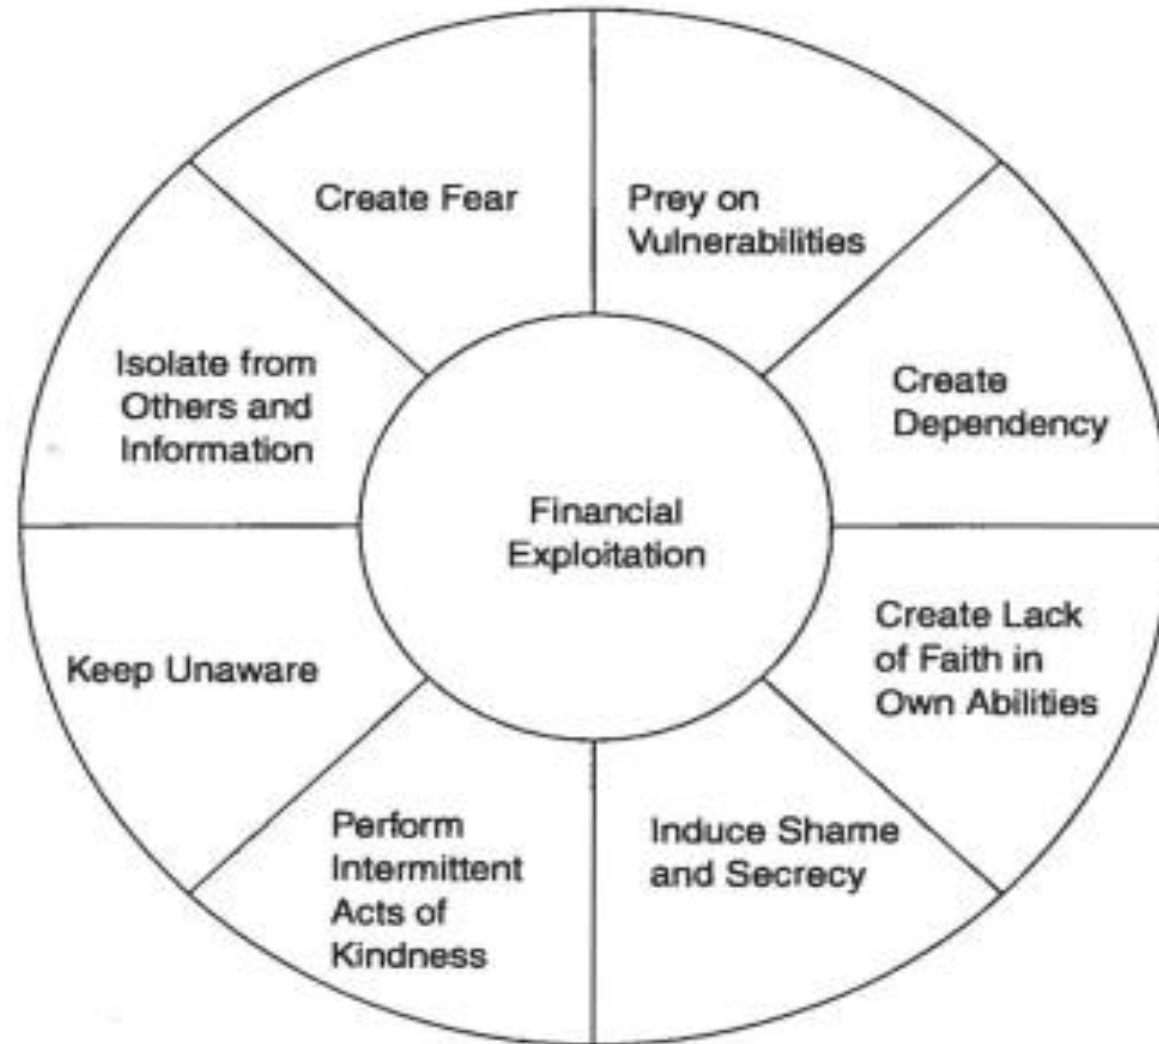 Create Fear
Prey on
Vulnerabilities
Create
Dependency
Create Lack
of Faith in
Own Abilities
Induce Shame
and Secrecy
Perform
Intermittent
Acts of
Kindness
Keep Unaware
Isolate from
Others and
Information
Financial
Exploitation